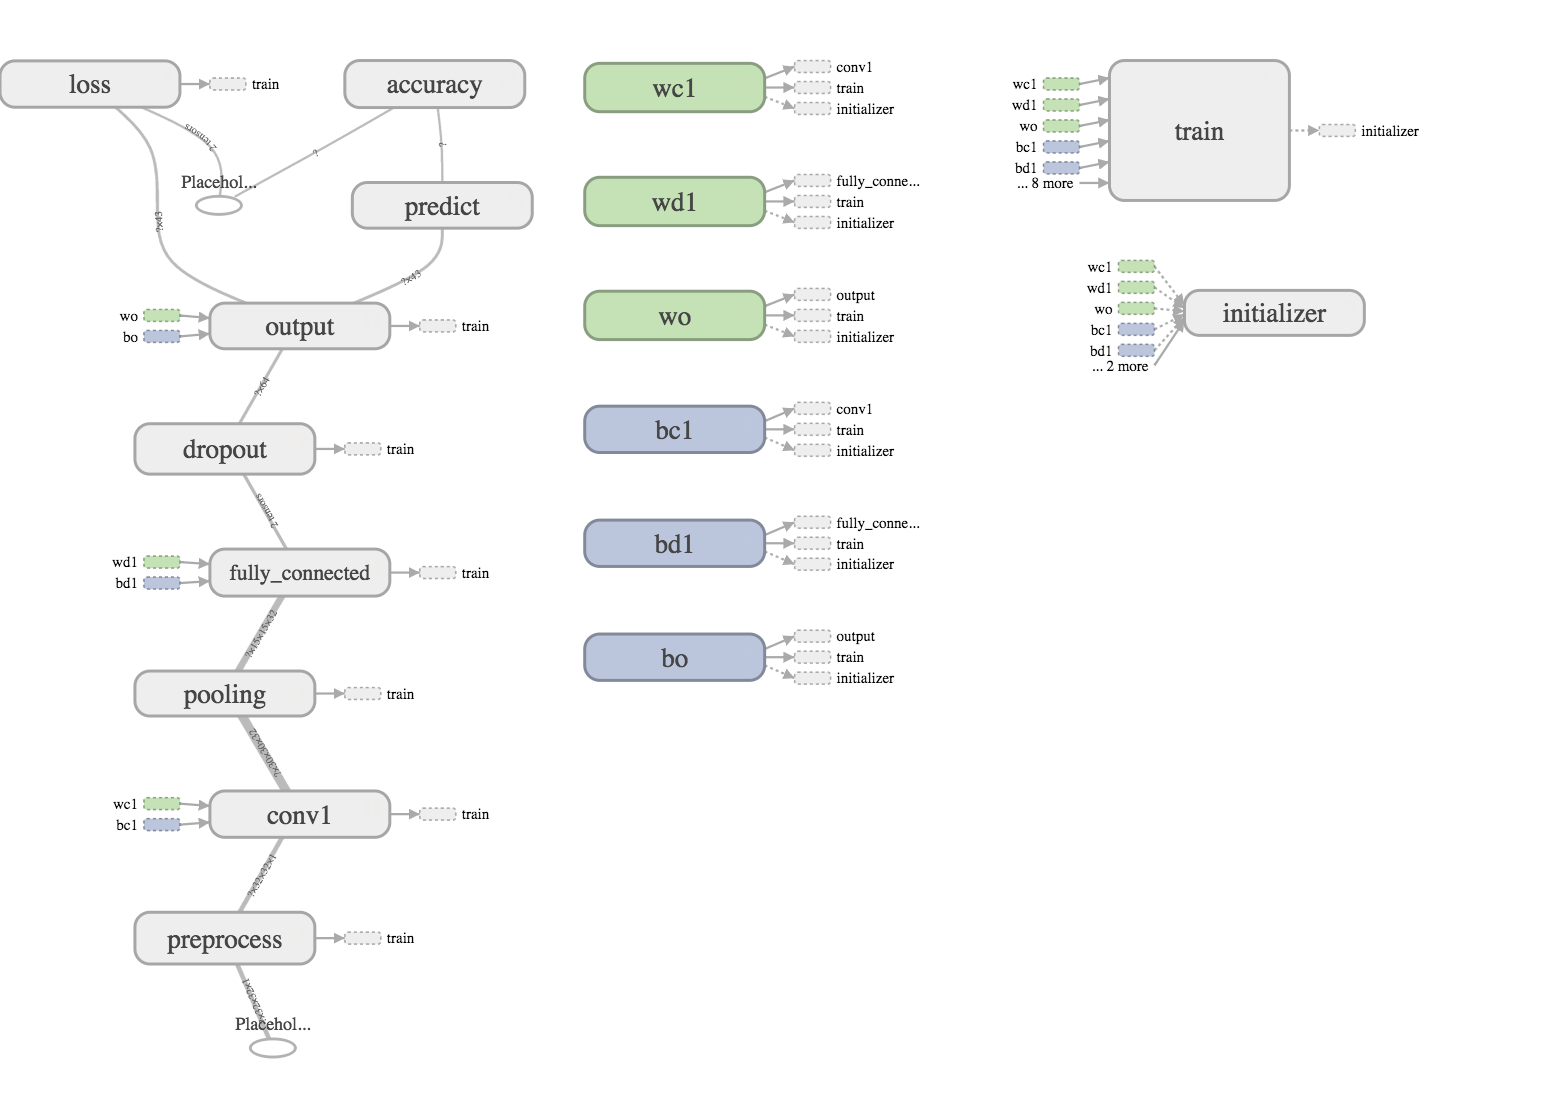 loss
train
accuracy
2 tensors
?
?
Placehol...
predict
?x43
?x43
wo
bo
output
train
?x64
dropout
train
2 tensors
wd1
bd1
fully_connected
train
?x15x15x32
pooling
train
?x30x30x32
wc1
bc1
conv1
train
?x32x32x1
preprocess
train
?x32x32x1
Placehol...
wc1
conv1
train
initializer
wd1
fully_conne...
train
initializer
wo
output
train
initializer
bc1
conv1
train
initializer
bd1
fully_conne...
train
initializer
bo
output
train
initializer
wc1
wd1
wo
bc1
bd1
... 8 more
train
initializer
wc1
wd1
wo
bc1
bd1
... 2 more
initializer